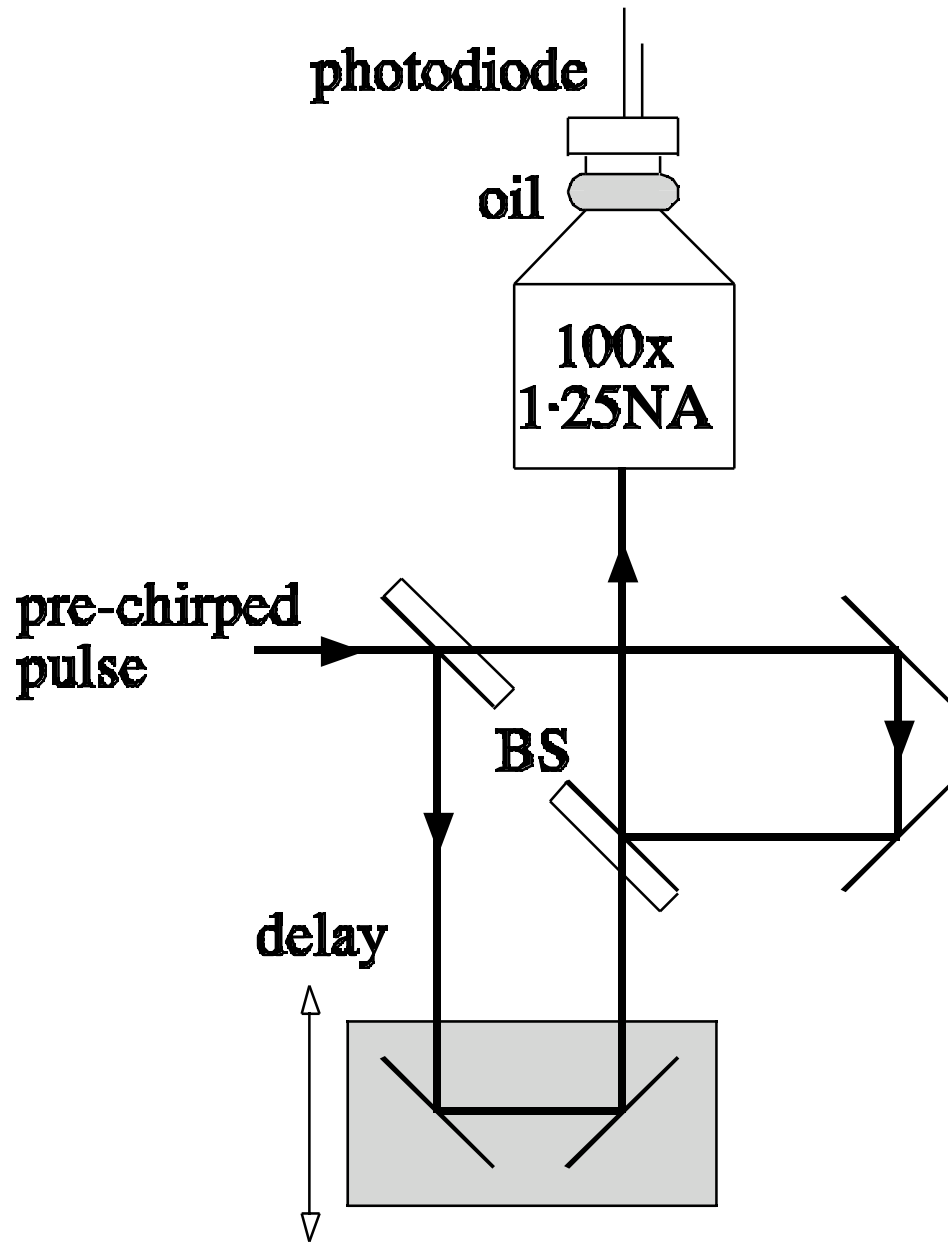 photodiode
oil
100x
1·25NA
pre-chirped
pulse
BS
delay